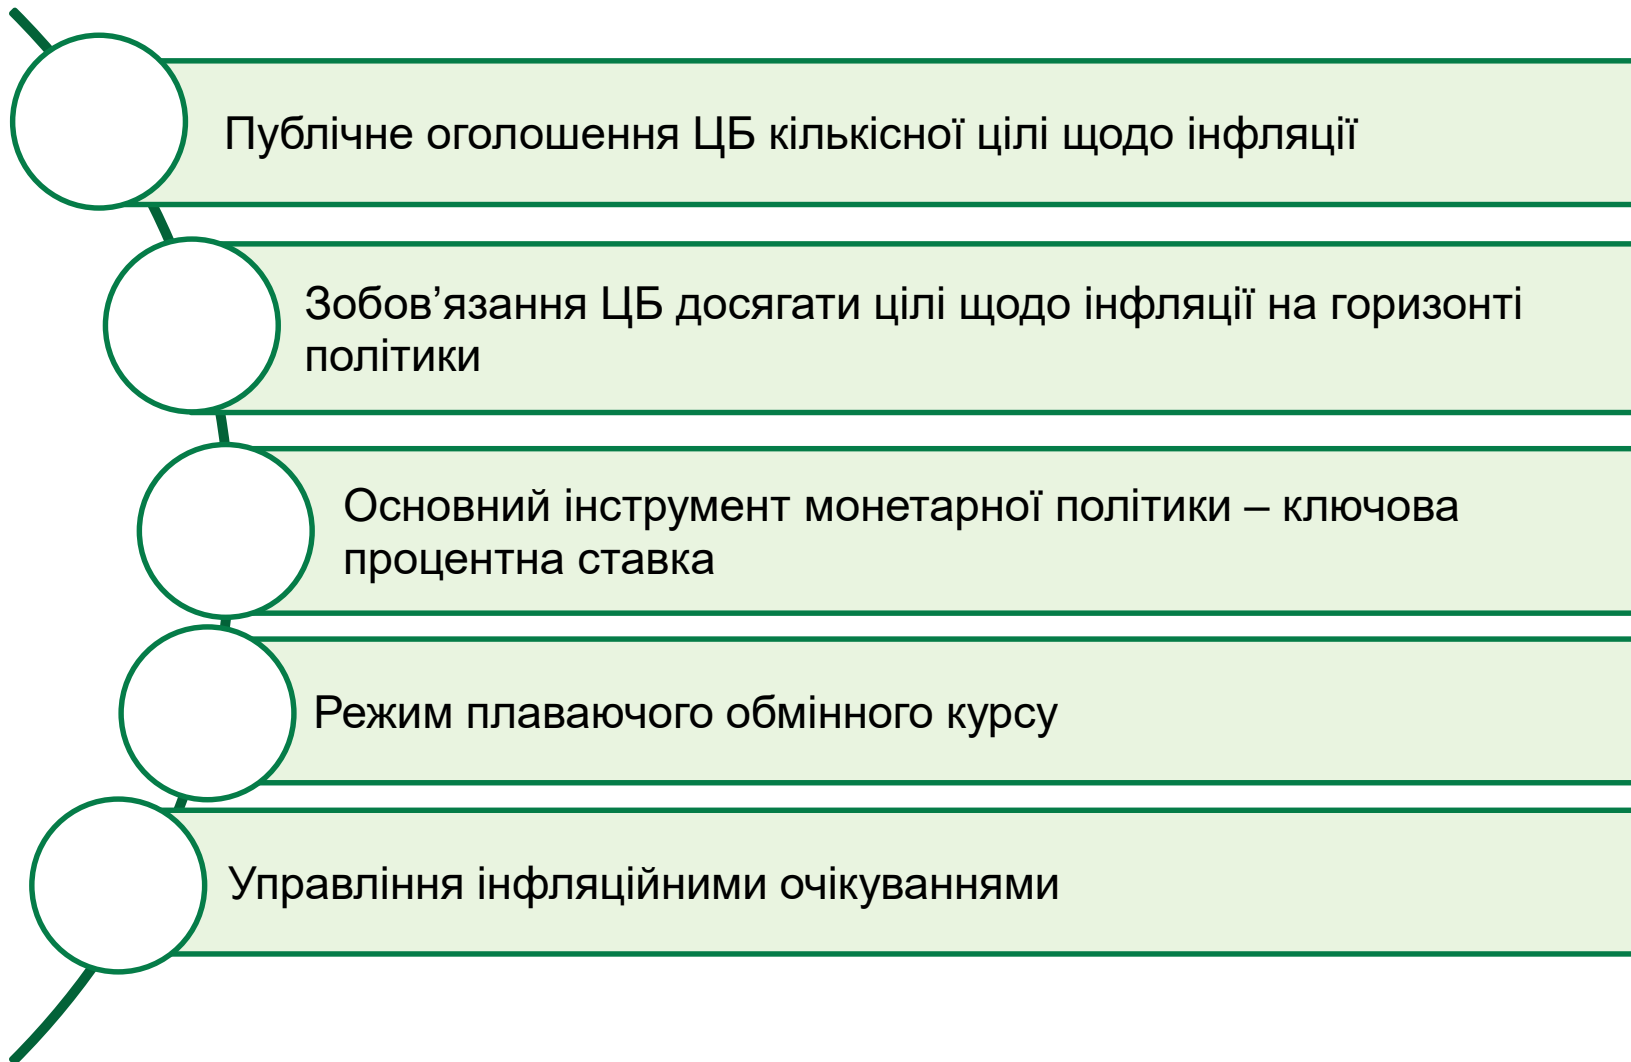 Публічне оголошення ЦБ кількісної цілі щодо інфляції
Зобов’язання ЦБ досягати цілі щодо інфляції на горизонті
політики
Основний інструмент монетарної політики – ключова
процентна ставка
Режим плаваючого обмінного курсу
Управління інфляційними очікуваннями